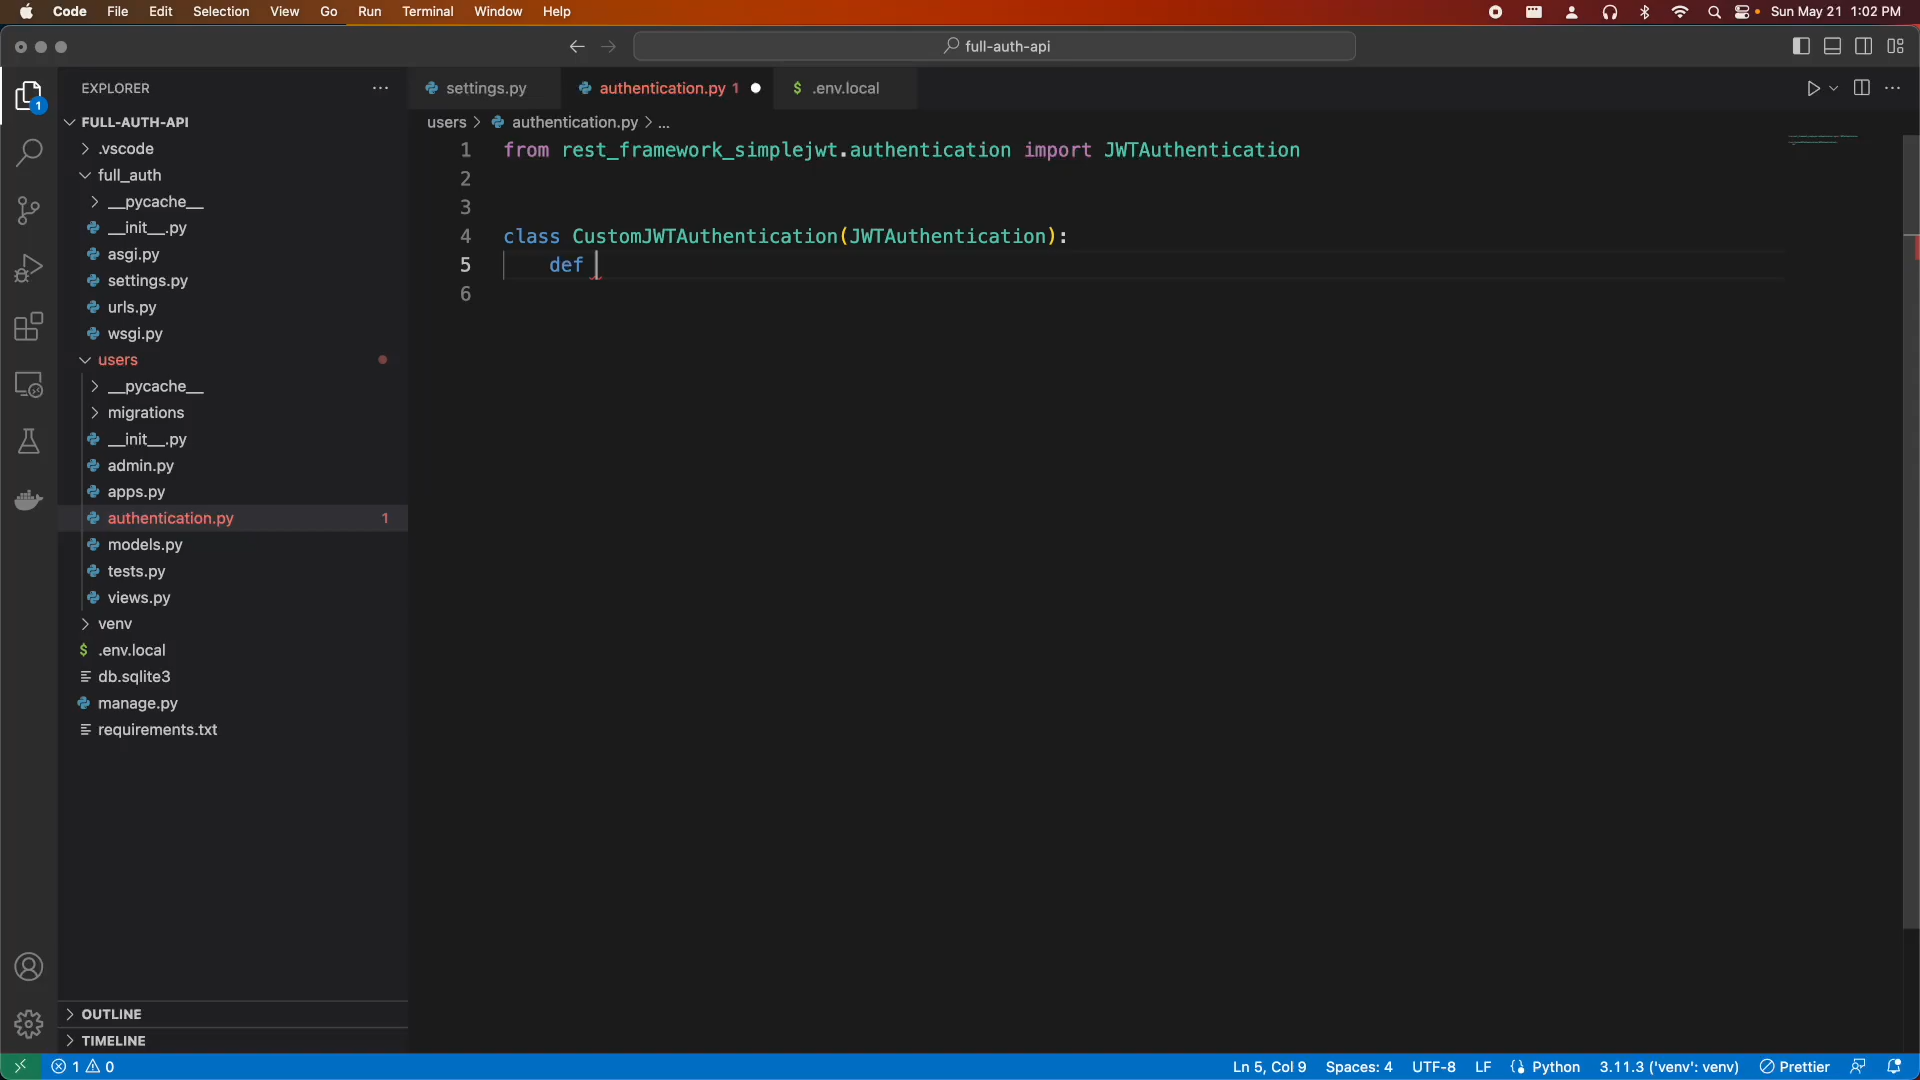 Code File Edit Selection View Go Run Terminal Window Help Sun May 21 1:02 PM
full-auth-api
EXPLORER
settings.py authentication.py 1 $ .env.local
FULL-AUTH-API
users > authentication.py > ...
.vscode
full_auth
__pycache__
__init__.py
asgi.py
settings.py
urls.py
wsgi.py
users
__pycache__
migrations
__init__.py
admin.py
apps.py
authentication.py 1
models.py
tests.py
views.py
venv
$ .env.local
db.sqlite3
manage.py
requirements.txt
OUTLINE
TIMELINE
1 from rest_framework_simplejwt.authentication import JWTAuthentication
2
3
4 class CustomJWTAuthentication(JWTAuthentication):
5 def
6
1 0 Ln 5, Col 9 Spaces: 4 UTF-8 LF Python 3.11.3 ('venv': venv) Prettier